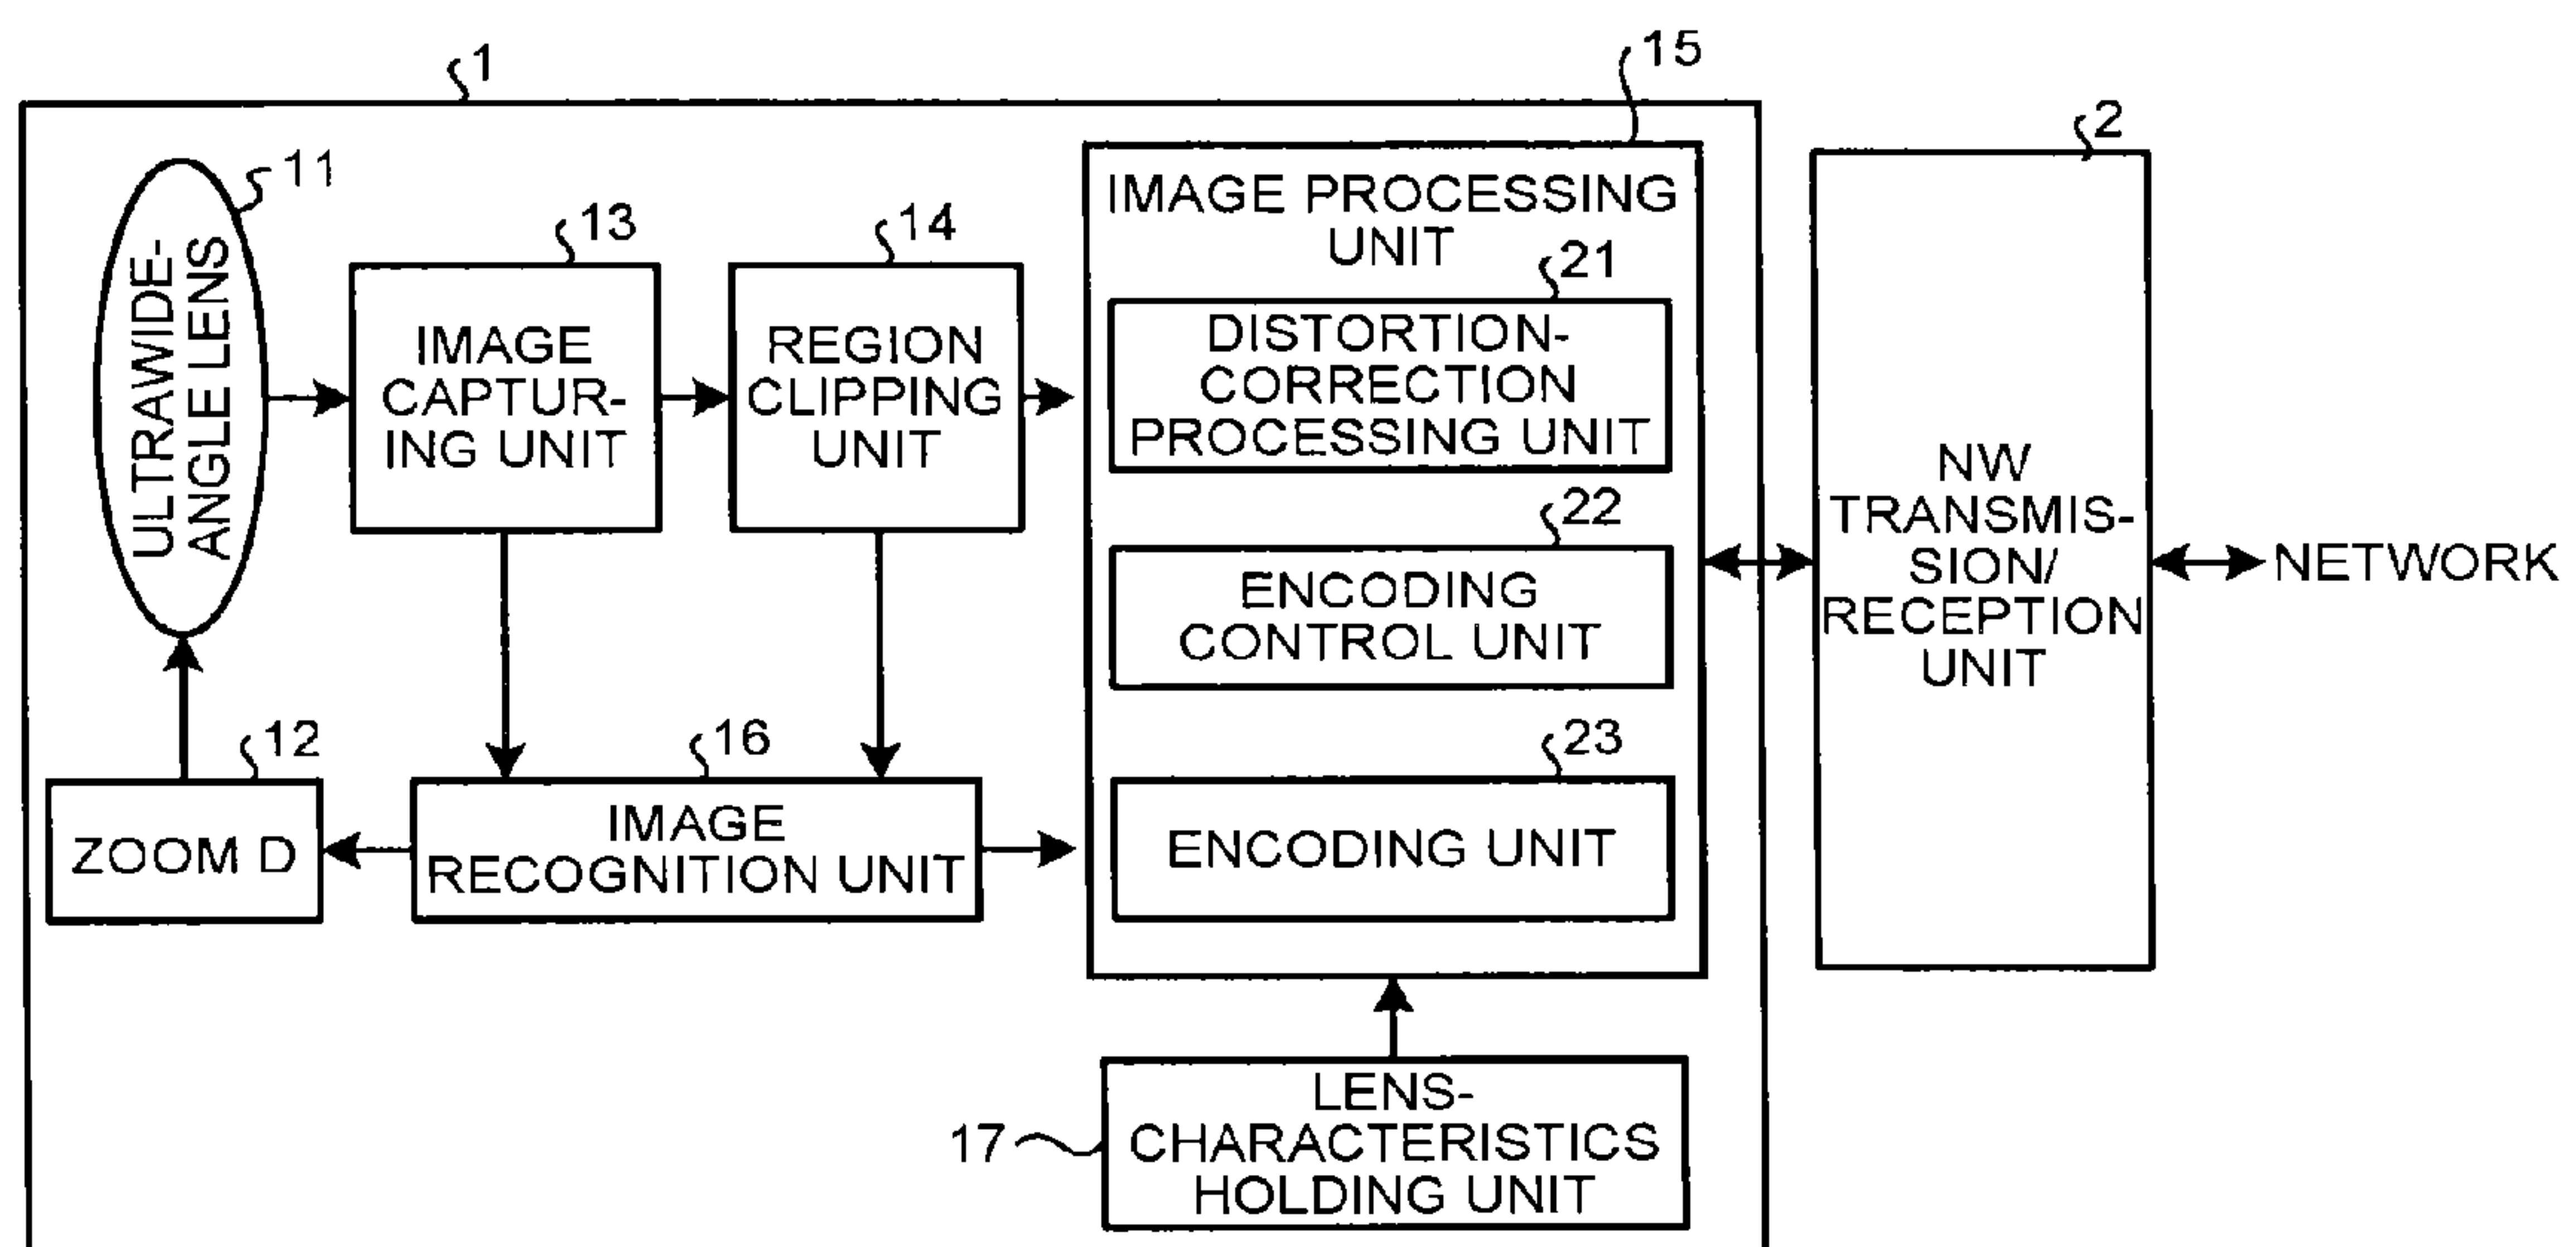 1
15
2
11
ULTRAWIDE-
ANGLE LENS
13
IMAGE
CAPTUR-
ING UNIT
14
REGION
CLIPPING
UNIT
IMAGE PROCESSING
UNIT
21
DISTORTION-
CORRECTION
PROCESSING UNIT
22
ENCODING
CONTROL UNIT
23
ENCODING UNIT
NW
TRANSMIS-
SION/
RECEPTION
UNIT
NETWORK
12
ZOOM D
16
IMAGE
RECOGNITION UNIT
17
LENS-
CHARACTERISTICS
HOLDING UNIT